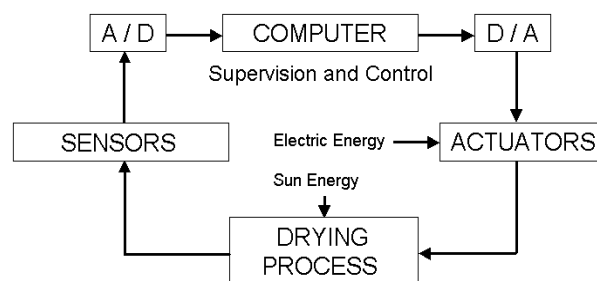 A / D
COMPUTER
D / A
Supervision and Control
SENSORS
Electric Energy
ACTUATORS
Sun Energy
DRYING
PROCESS